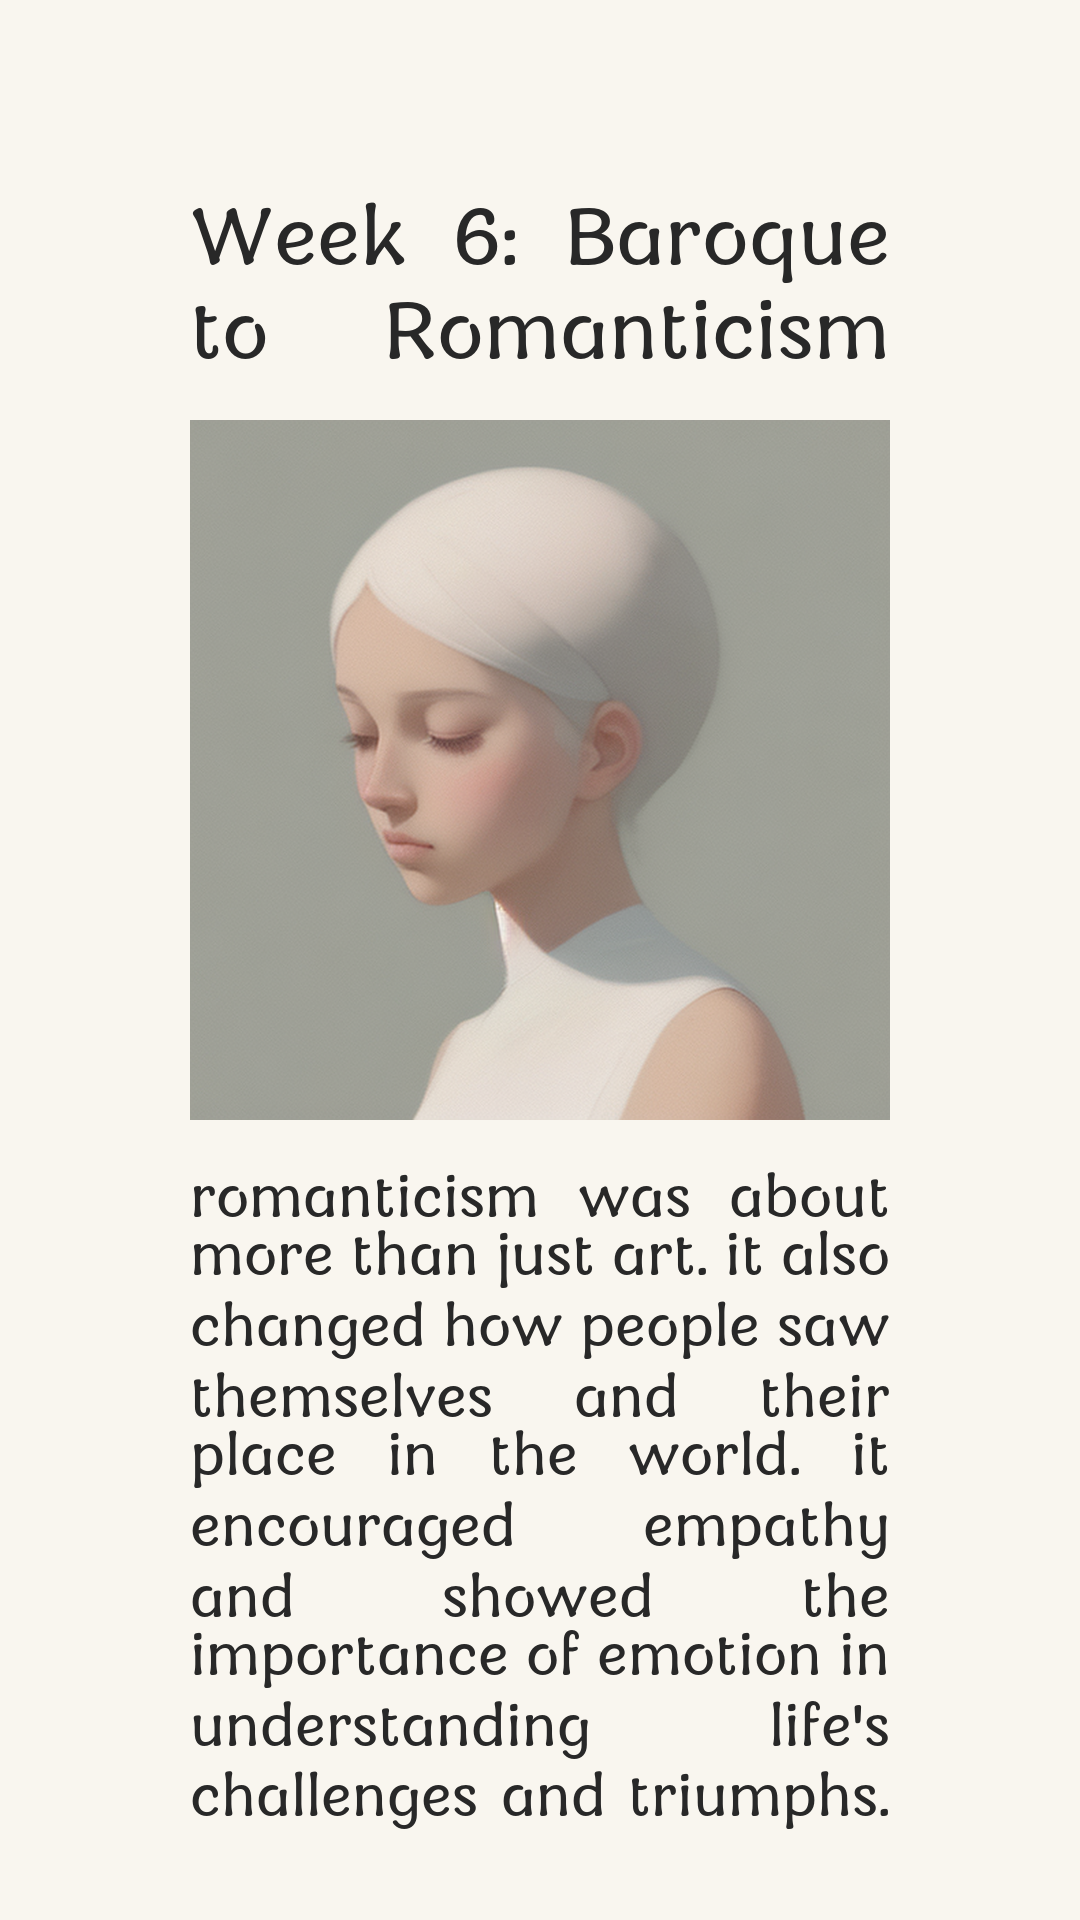 Week 6: Baroque
to Romanticism
romanticism was about
more than just art. it also
changed how people saw
themselves and their
place in the world. it
encouraged empathy
and showed the
importance of emotion in
understanding life's
challenges and triumphs.